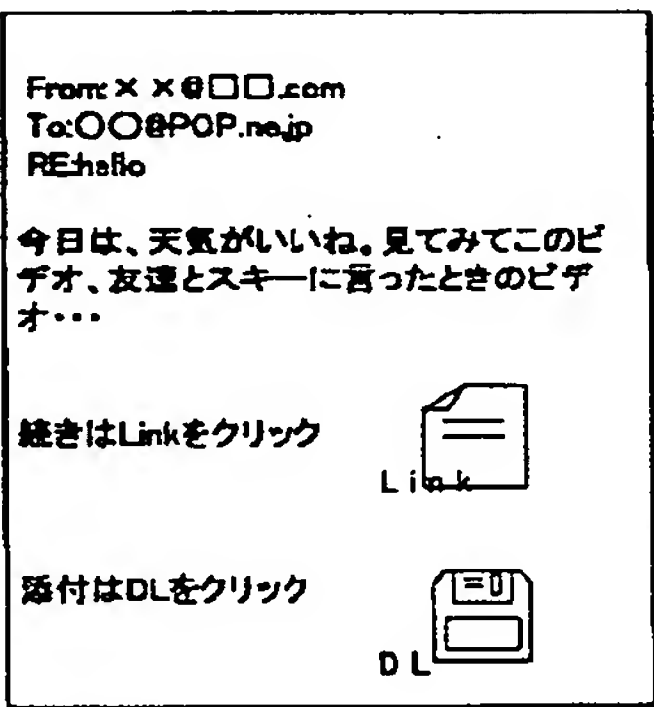 From:××@□□.com
To:○○@POP.ne.jp
RE:hello
今日は、天気がいいね。見てみてこのビ
デオ、友達とスキーに言ったときのビデ
オ・・・
続きはLinkをクリック
Link
添付はDLをクリック
DL